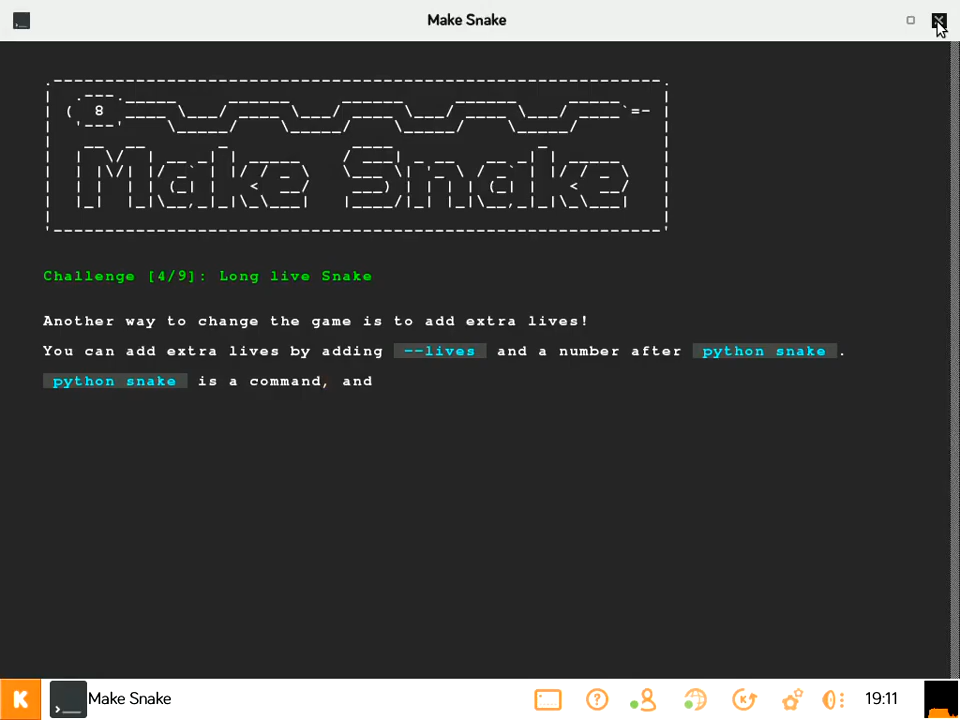 Make Snake
8
Make Snake
Challenge [4/9]: Long live Snake
Another way to change the game is to add extra lives!
You can add extra lives by adding --lives and a number after python snake .
python snake is a command, and
K
Make Snake
19:11